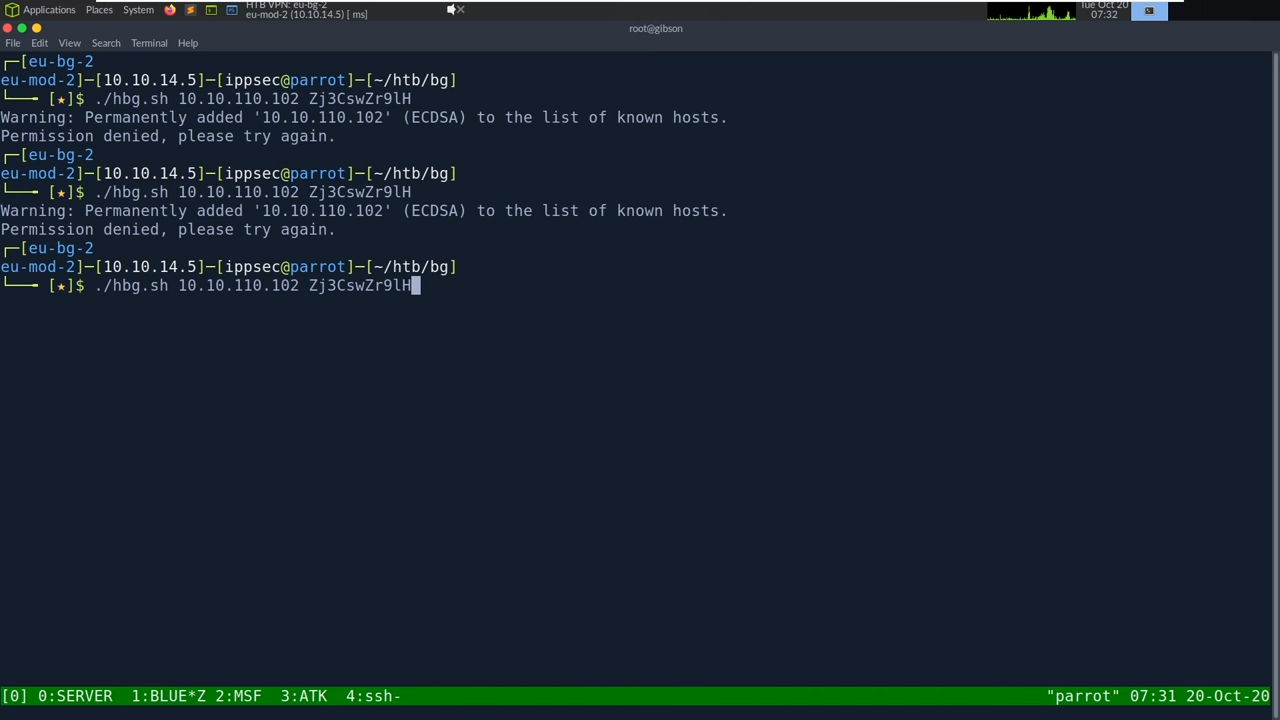 Applications Places System HTB VPN: eu-bg-2 Tue Oct 20
eu-mod-2 (10.10.14.5) [ ms] 07:32
root@gibson
File Edit View Search Terminal Help
┌─[eu-bg-2
eu-mod-2]─[10.10.14.5]─[ippsec@parrot]─[~/htb/bg]
└──╼ [★]$ ./hbg.sh 10.10.110.102 Zj3CswZr9lH
Warning: Permanently added '10.10.110.102' (ECDSA) to the list of known hosts.
Permission denied, please try again.
┌─[eu-bg-2
eu-mod-2]─[10.10.14.5]─[ippsec@parrot]─[~/htb/bg]
└──╼ [★]$ ./hbg.sh 10.10.110.102 Zj3CswZr9lH
Warning: Permanently added '10.10.110.102' (ECDSA) to the list of known hosts.
Permission denied, please try again.
┌─[eu-bg-2
eu-mod-2]─[10.10.14.5]─[ippsec@parrot]─[~/htb/bg]
└──╼ [★]$ ./hbg.sh 10.10.110.102 Zj3CswZr9lH
[0] 0:SERVER 1:BLUE*Z 2:MSF 3:ATK 4:ssh- "parrot" 07:31 20-Oct-20